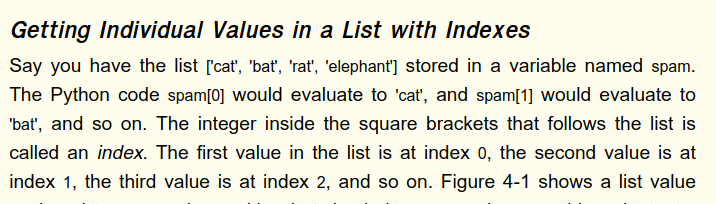 Getting Individual Values in a List with Indexes
Say you have the list ['cat', 'bat', 'rat', 'elephant'] stored in a variable named spam.
The Python code spam[0] would evaluate to 'cat', and spam[1] would evaluate to
'bat', and so on. The integer inside the square brackets that follows the list is
called an index. The first value in the list is at index 0, the second value is at
index 1, the third value is at index 2, and so on. Figure 4-1 shows a list value